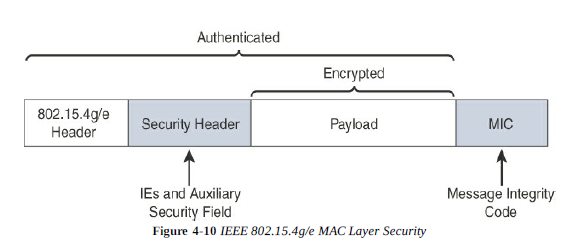 Authenticated
Encrypted
802.15.4g/e
Header
Security Header
Payload
MIC
IEs and Auxiliary
Security Field
Message Integrity
Code
Figure 4-10 IEEE 802.15.4g/e MAC Layer Security